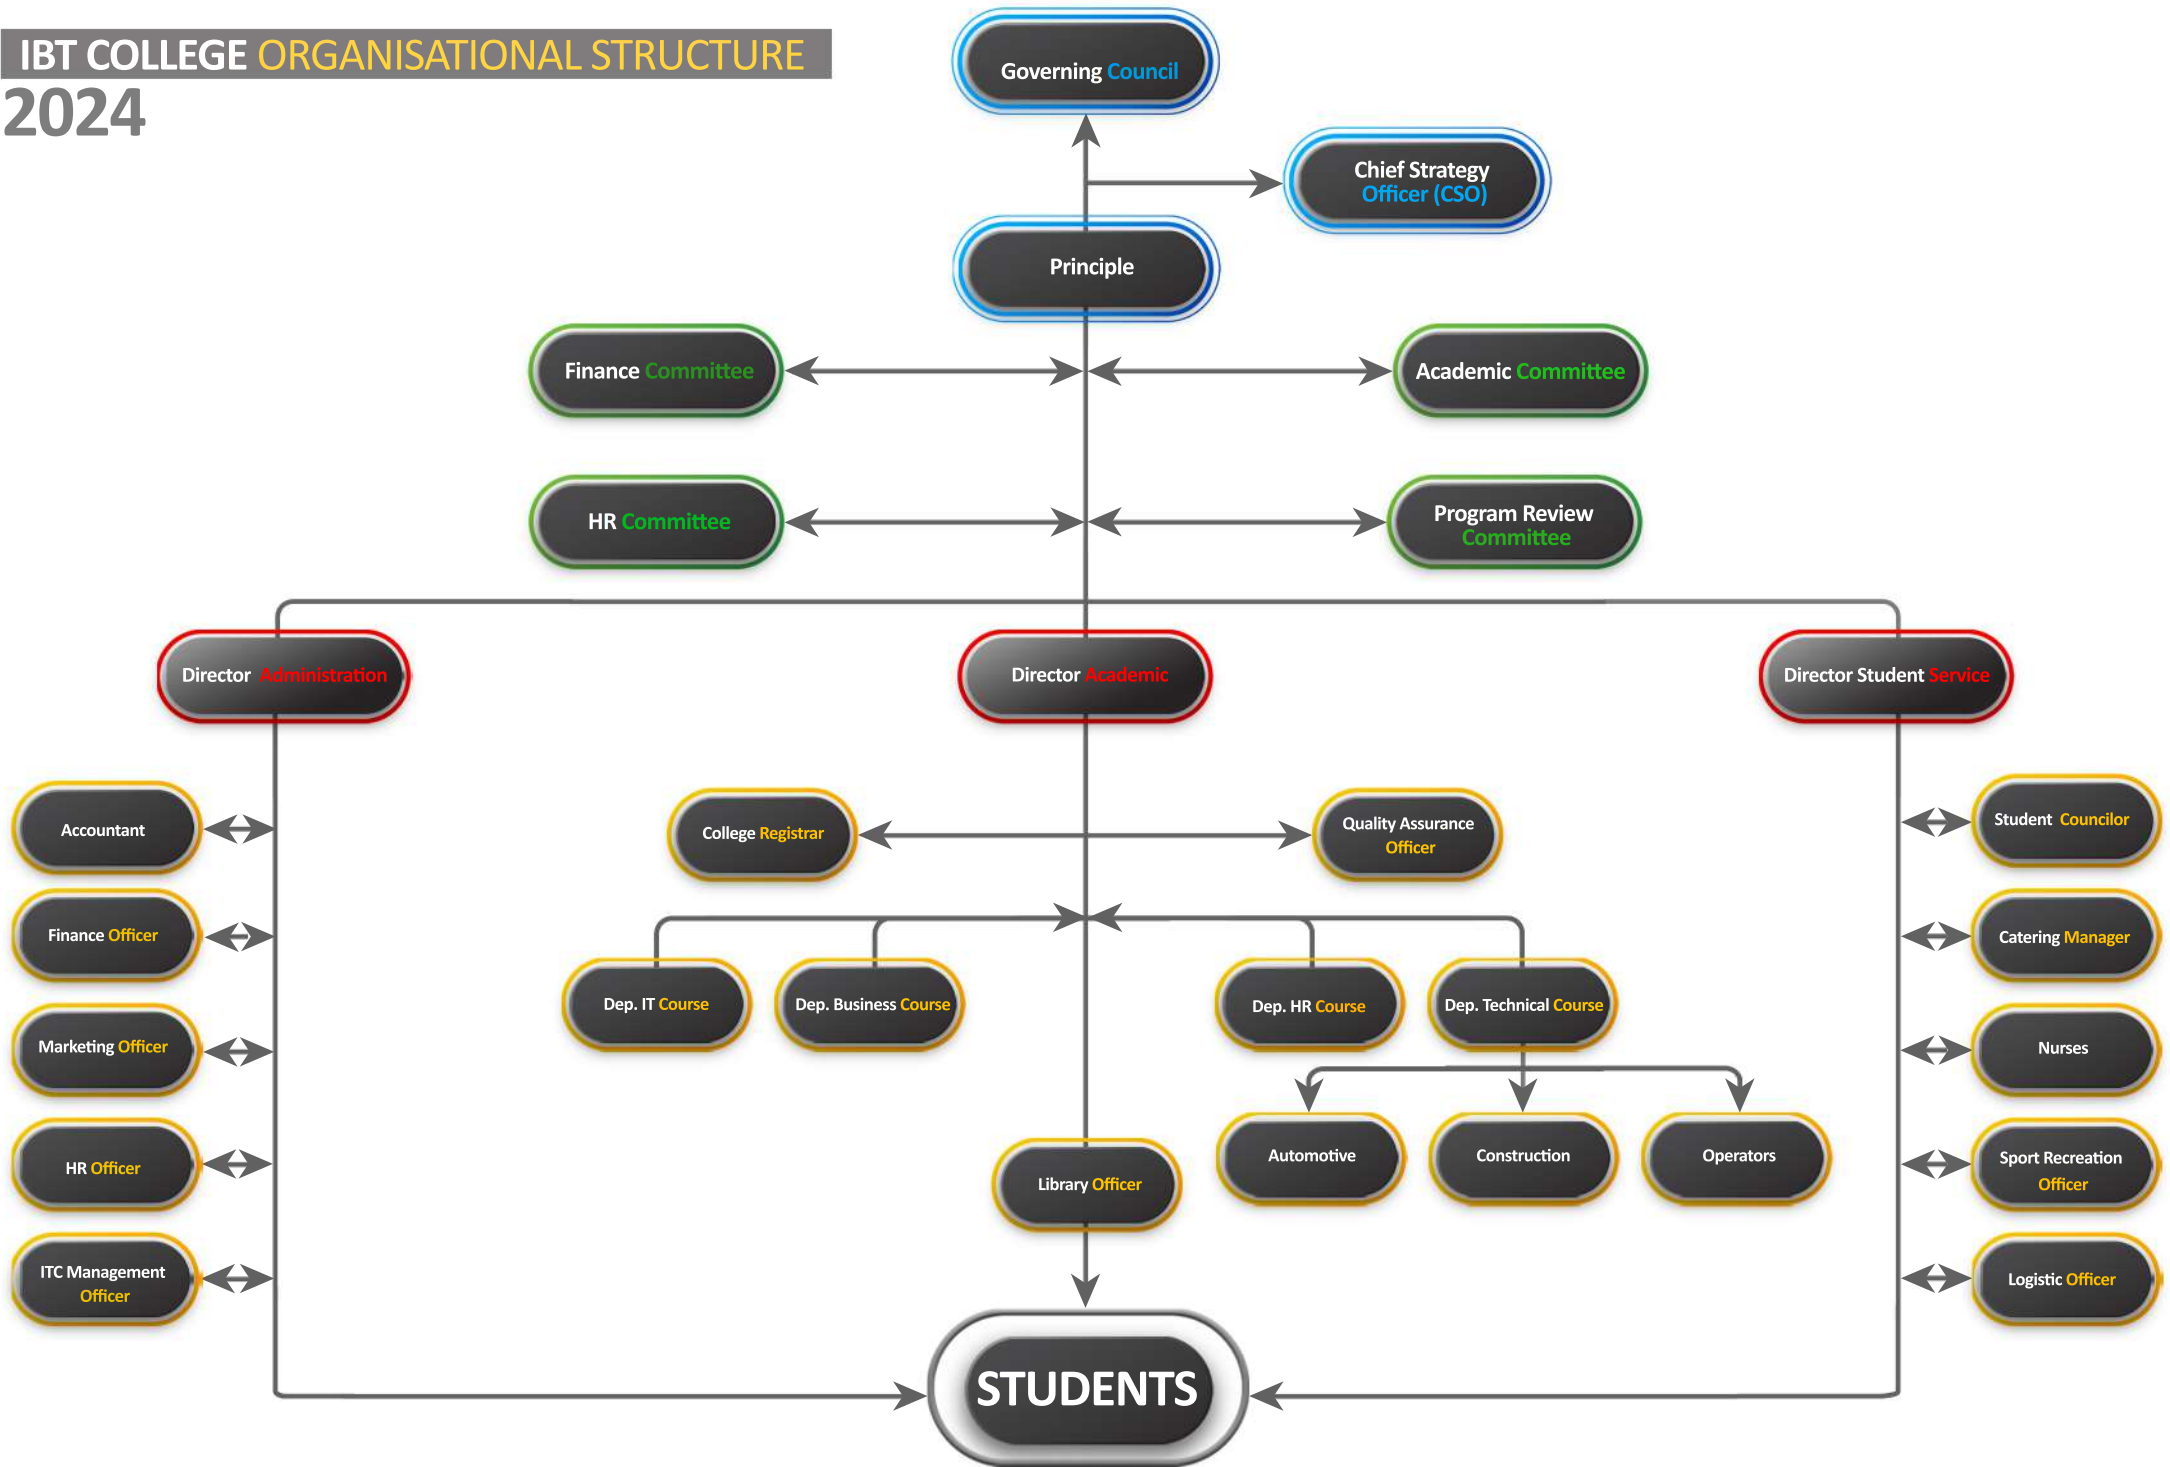 IBT COLLEGE ORGANISATIONAL STRUCTURE
2024
Governing Council
Chief Strategy
Officer (CSO)
Principle
Finance Committee
Academic Committee
HR Committee
Program Review
Committee
Director Administration
Director Academic
Director Student Service
Accountant
Finance Officer
Marketing Officer
HR Officer
ITC Management
Officer
College Registrar
Quality Assurance
Officer
Dep. IT Course
Dep. Business Course
Dep. HR Course
Dep. Technical Course
Automotive
Construction
Operators
Library Officer
Student Councilor
Catering Manager
Nurses
Sport Recreation
Officer
Logistic Officer
STUDENTS